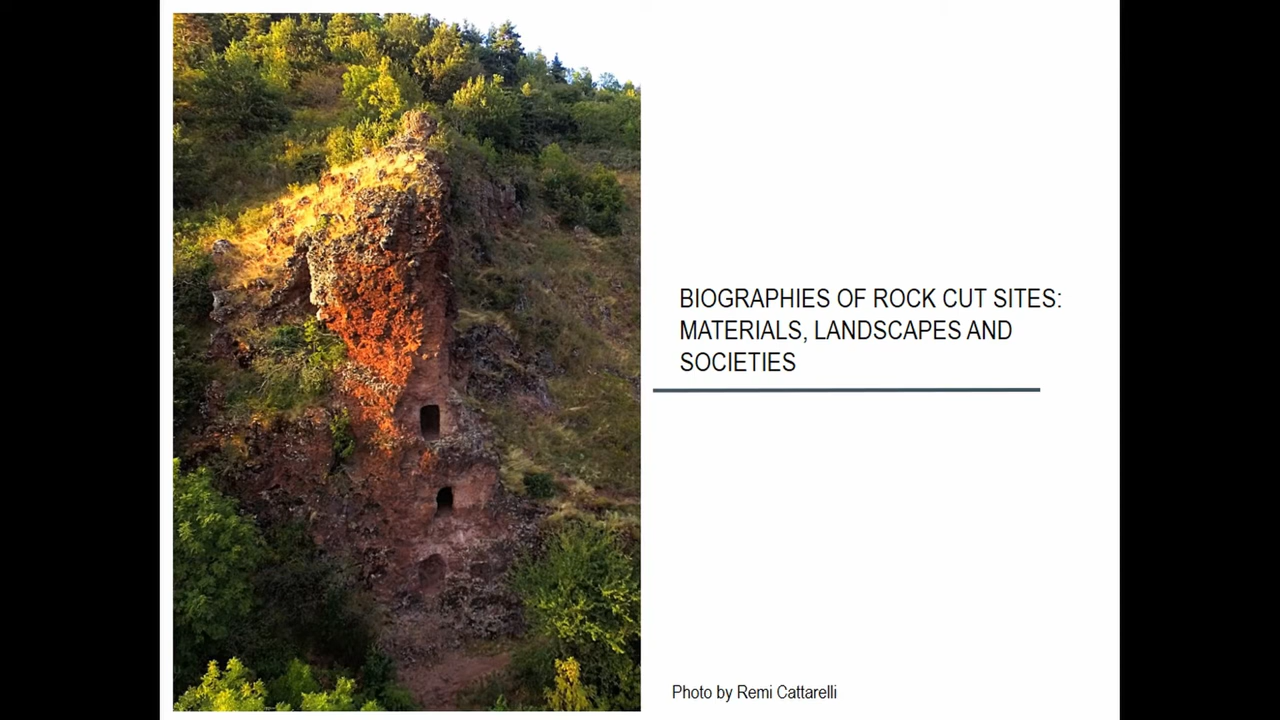 BIOGRAPHIES OF ROCK CUT SITES:
MATERIALS, LANDSCAPES AND
SOCIETIES
Photo by Remi Cattarelli